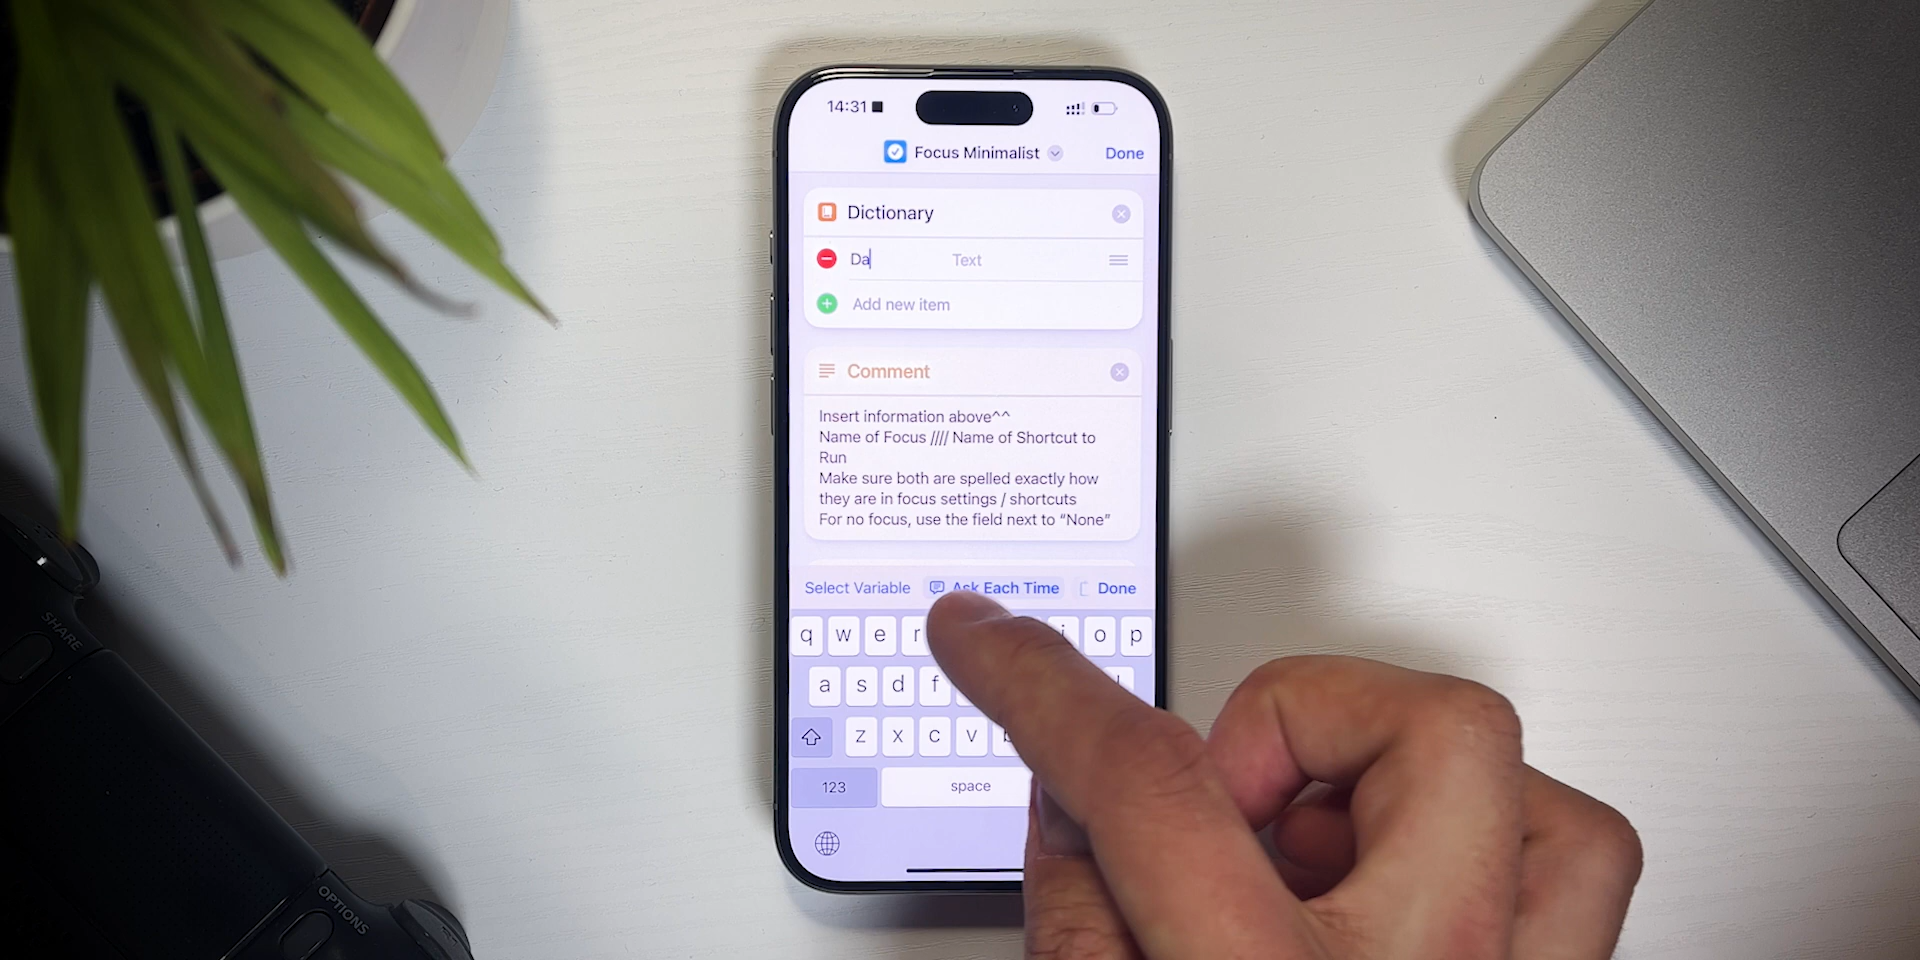 14:31
Focus Minimalist
Done
Dictionary
Da
Text
Add new item
Comment
Insert information above^^
Name of Focus //// Name of Shortcut to
Run
Make sure both are spelled exactly how
they are in focus settings / shortcuts
For no focus, use the field next to “None”
Select Variable
Ask Each Time
Done
q w e r i o p
a s d f
z x c v
123
space
SHARE
OPTIONS